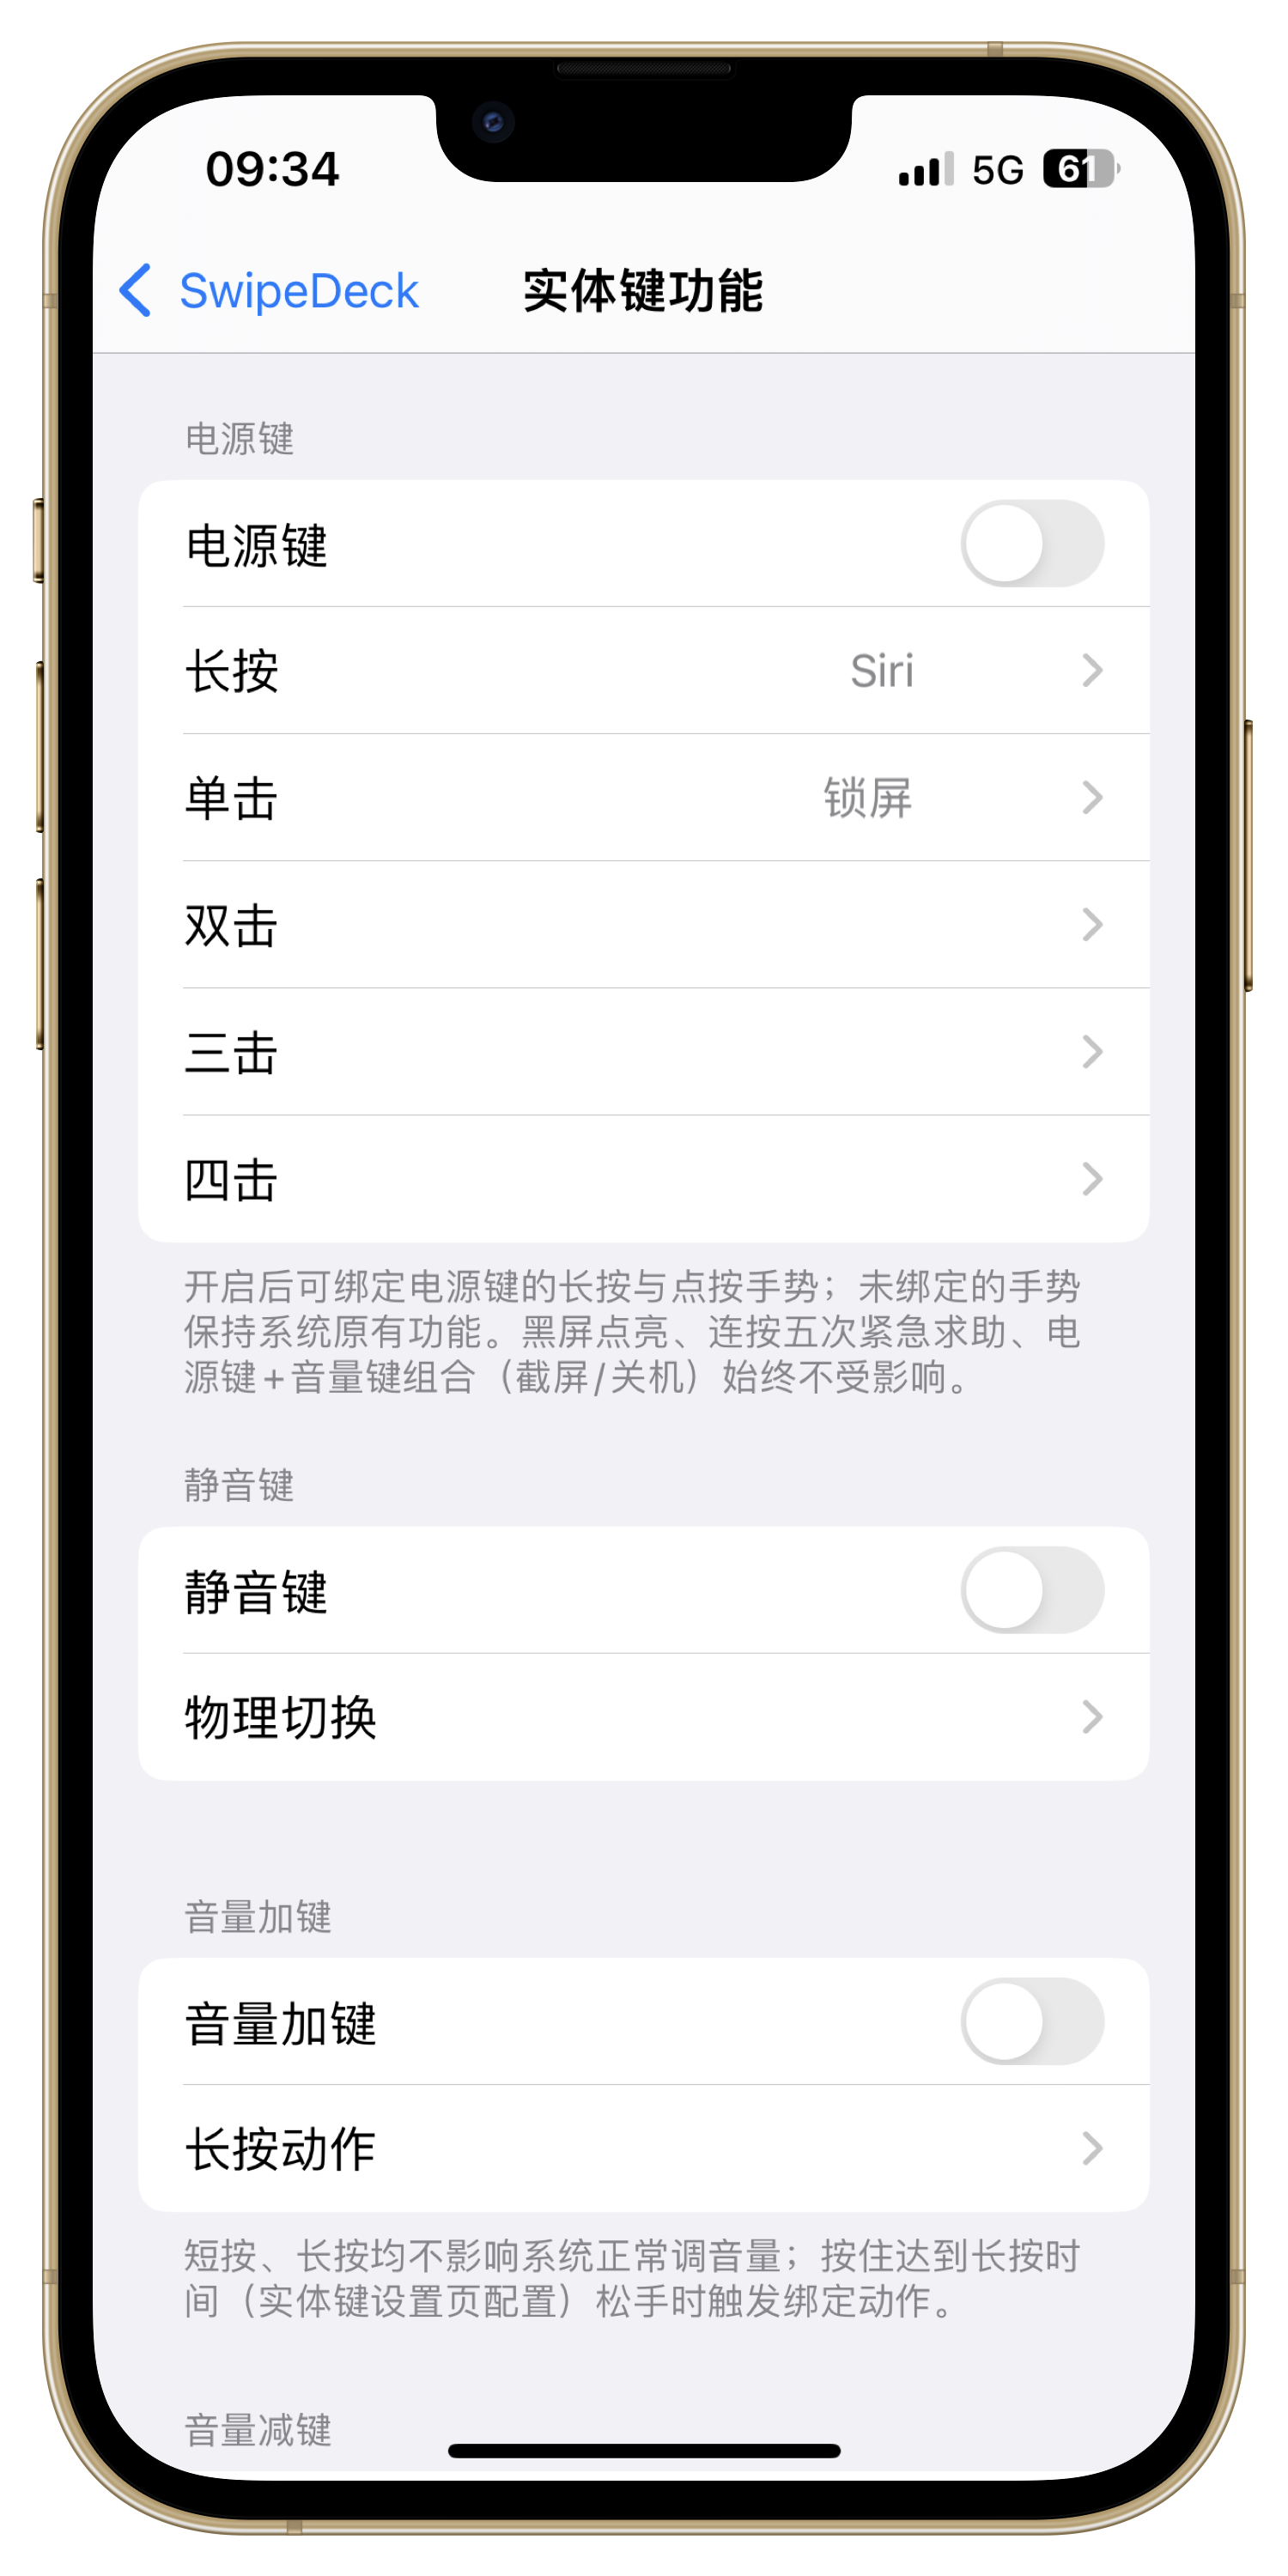 09:34
5G 61
SwipeDeck
实体键功能
电源键
电源键
长按 Siri
单击 锁屏
双击
三击
四击
开启后可绑定电源键的长按与点按手势；未绑定的手势
保持系统原有功能。黑屏点亮、连按五次紧急求助、电
源键+音量键组合（截屏/关机）始终不受影响。
静音键
静音键
物理切换
音量加键
音量加键
长按动作
短按、长按均不影响系统正常调音量；按住达到长按时
间（实体键设置页配置）松手时触发绑定动作。
音量减键